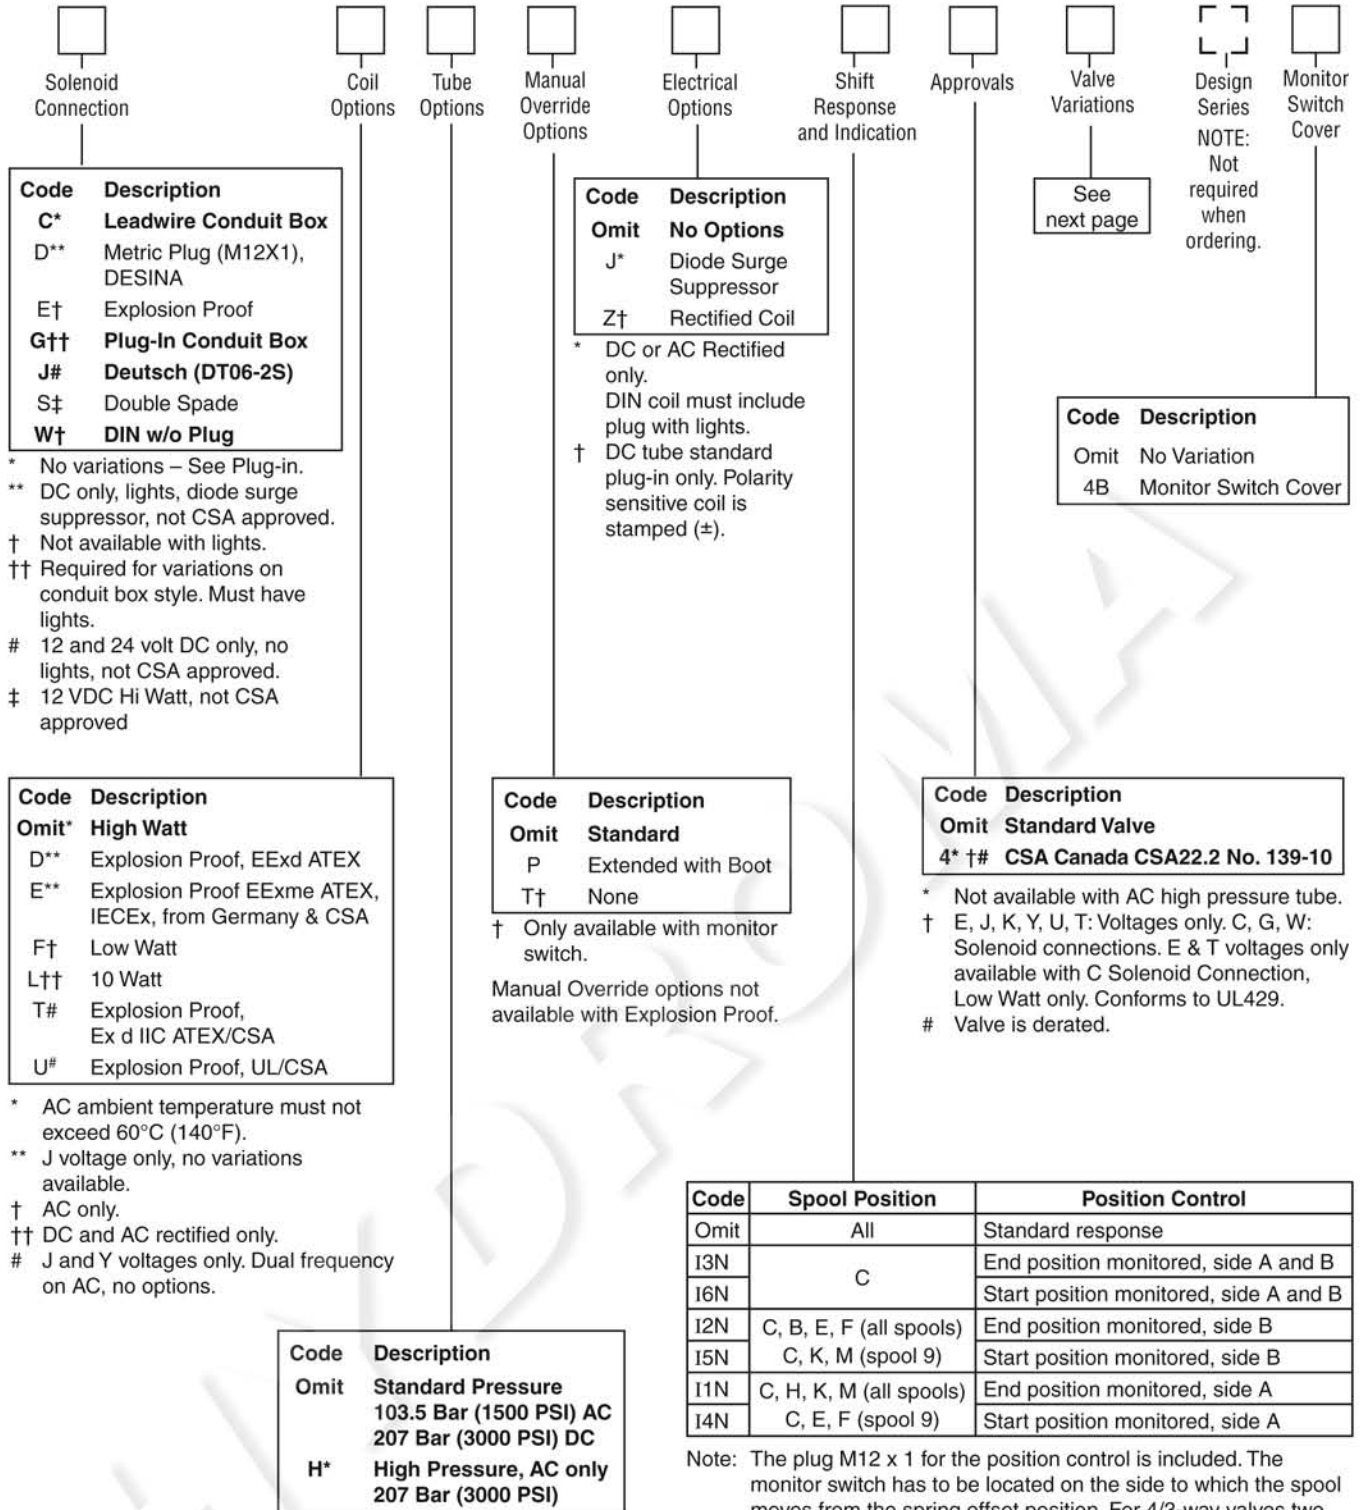 Solenoid
Connection
Coil
Options
Tube
Options
Manual
Override
Options
Electrical
Options
Shift
Response
and Indication
Approvals
Valve
Variations
Design
Series
NOTE:
Not
required
when
ordering.
Monitor
Switch
Cover
Code Description
C* Leadwire Conduit Box
D** Metric Plug (M12X1),
DESINA
E† Explosion Proof
G†† Plug-In Conduit Box
J# Deutsch (DT06-2S)
S‡ Double Spade
W† DIN w/o Plug
* No variations – See Plug-in.
** DC only, lights, diode surge
suppressor, not CSA approved.
† Not available with lights.
†† Required for variations on
conduit box style. Must have
lights.
# 12 and 24 volt DC only, no
lights, not CSA approved.
‡ 12 VDC Hi Watt, not CSA
approved
Code Description
Omit No Options
J* Diode Surge
Suppressor
Z† Rectified Coil
* DC or AC Rectified
only.
DIN coil must include
plug with lights.
† DC tube standard
plug-in only. Polarity
sensitive coil is
stamped (±).
See
next page
Code Description
Omit No Variation
4B Monitor Switch Cover
Code Description
Omit* High Watt
D** Explosion Proof, EExd ATEX
E** Explosion Proof EExme ATEX,
IECEx, from Germany & CSA
F† Low Watt
L†† 10 Watt
T# Explosion Proof,
Ex d IIC ATEX/CSA
U# Explosion Proof, UL/CSA
* AC ambient temperature must not
exceed 60°C (140°F).
** J voltage only, no variations
available.
† AC only.
†† DC and AC rectified only.
# J and Y voltages only. Dual frequency
on AC, no options.
Code Description
Omit Standard
P Extended with Boot
T† None
† Only available with monitor
switch.
Manual Override options not
available with Explosion Proof.
Code Description
Omit Standard Valve
4* †# CSA Canada CSA22.2 No. 139-10
* Not available with AC high pressure tube.
† E, J, K, Y, U, T: Voltages only. C, G, W:
Solenoid connections. E & T voltages only
available with C Solenoid Connection,
Low Watt only. Conforms to UL429.
# Valve is derated.
Code Description
Omit Standard Pressure
103.5 Bar (1500 PSI) AC
207 Bar (3000 PSI) DC
H* High Pressure, AC only
207 Bar (3000 PSI)
Code Spool Position Position Control
Omit All Standard response
I3N C End position monitored, side A and B
I6N Start position monitored, side A and B
I2N C, B, E, F (all spools) End position monitored, side B
I5N C, K, M (spool 9) Start position monitored, side B
I1N C, H, K, M (all spools) End position monitored, side A
I4N C, E, F (spool 9) Start position monitored, side A
Note: The plug M12 x 1 for the position control is included. The
monitor switch has to be located on the side to which the spool
moves from the spring offset position. For 4/3-way valves two